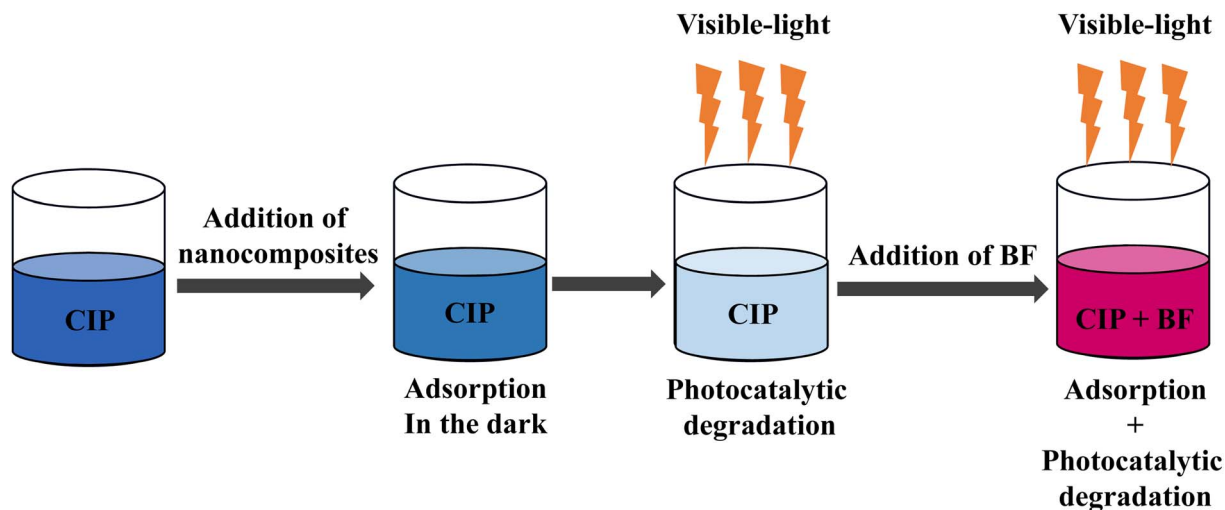 Visible-light
Visible-light
Addition of
nanocomposites
Addition of BF
CIP
CIP
CIP
CIP + BF
Adsorption
In the dark
Photocatalytic
degradation
Adsorption
+
Photocatalytic
degradation